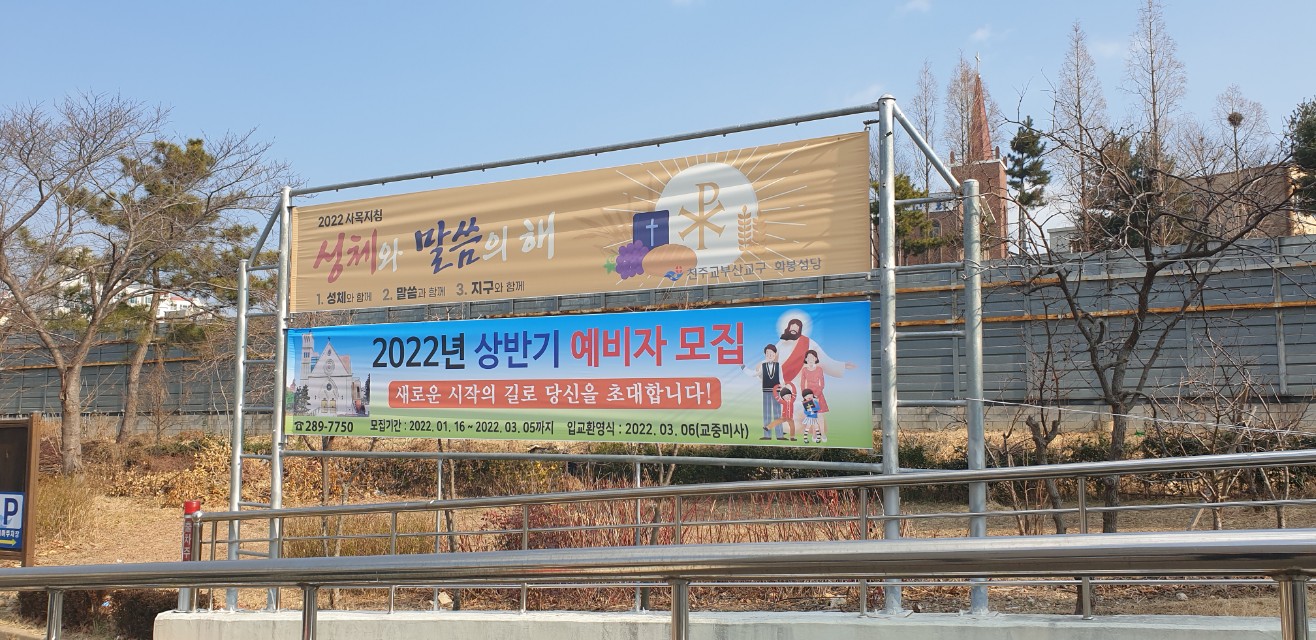 2022 사목지침
성체와 말씀의 해
1. 성체와 함께 2. 말씀과 함께 3. 지구와 함께
천주교부산교구 화봉성당
2022년 상반기 예비자 모집
새로운 시작의 길로 당신을 초대합니다!
☎289-7750 모집기간 : 2022. 01. 16 ~ 2022. 03. 05까지 입교환영식 : 2022. 03. 06(교중미사)
P